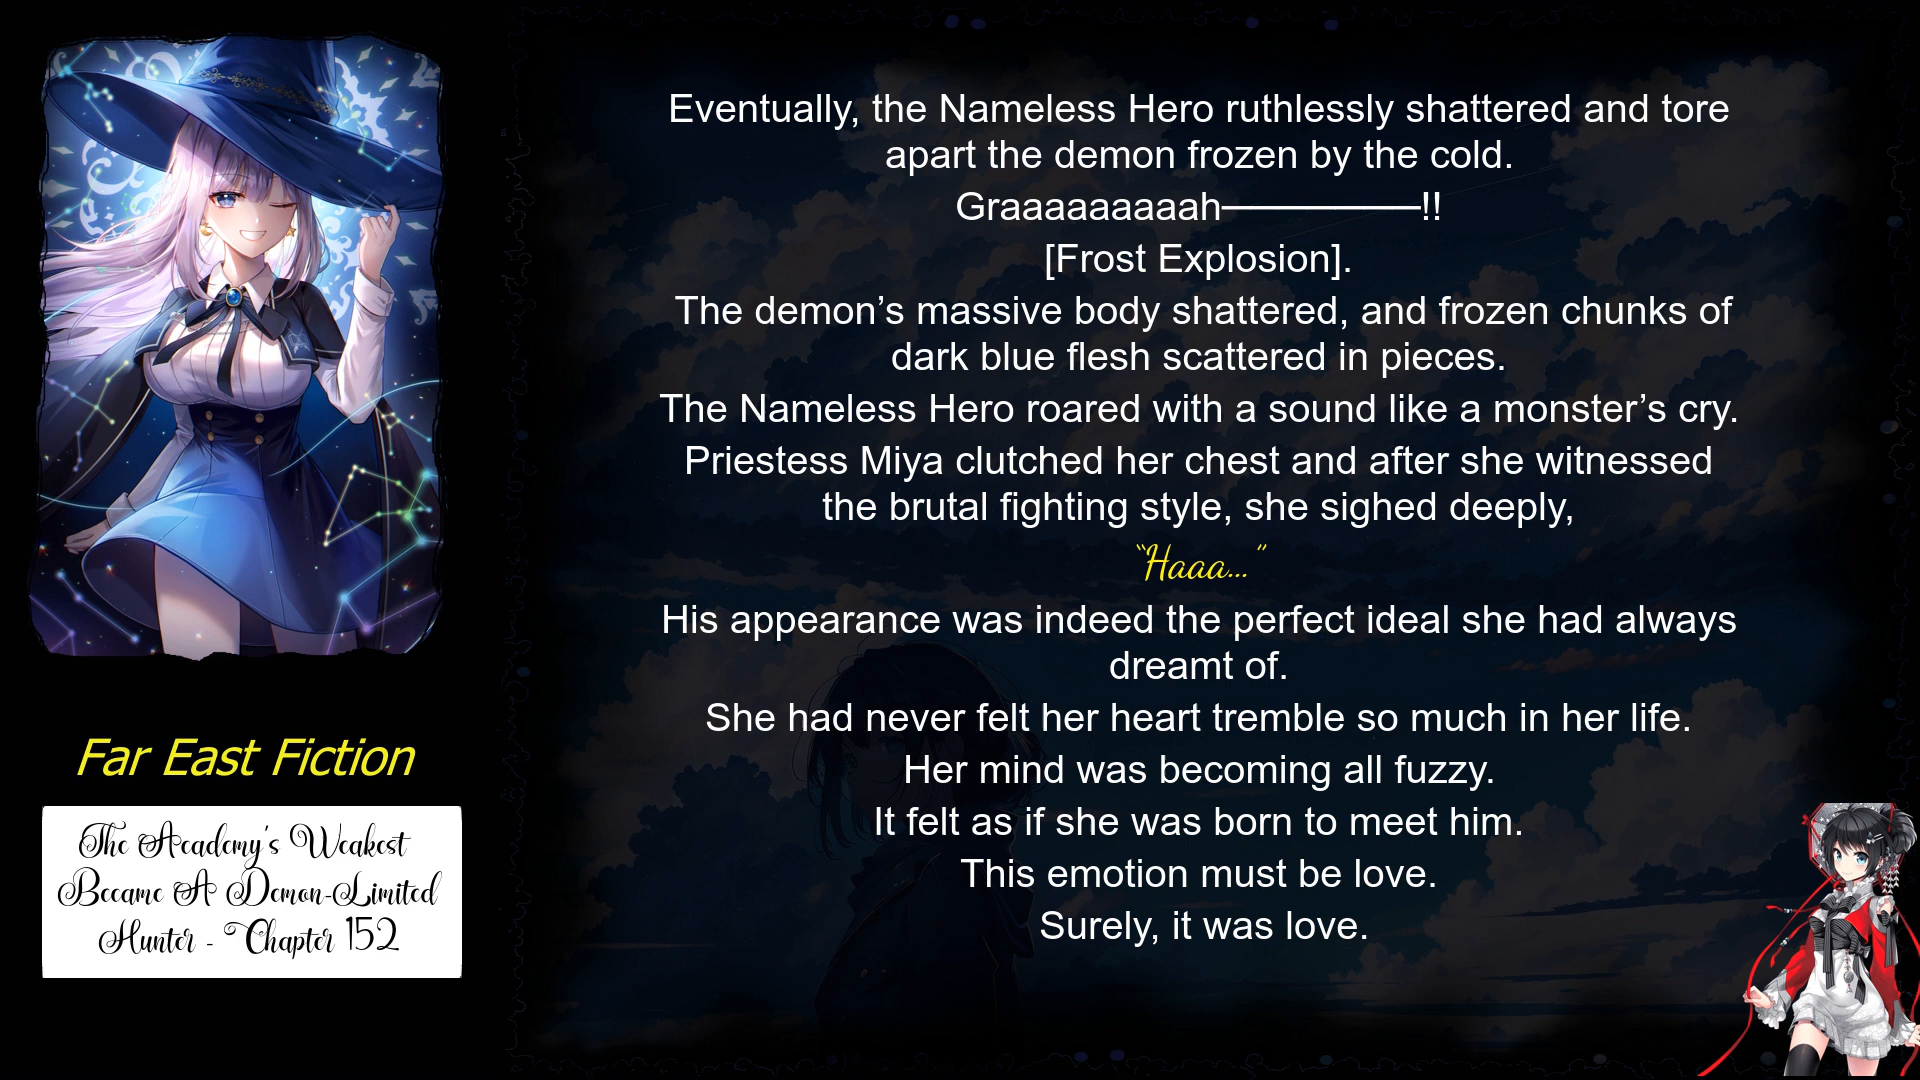 Eventually, the Nameless Hero ruthlessly shattered and tore
apart the demon frozen by the cold.
Graaaaaaaaah───────!!
[Frost Explosion].
The demon’s massive body shattered, and frozen chunks of
dark blue flesh scattered in pieces.
The Nameless Hero roared with a sound like a monster’s cry.
Priestess Miya clutched her chest and after she witnessed
the brutal fighting style, she sighed deeply,
“Haaa...”
His appearance was indeed the perfect ideal she had always
dreamt of.
She had never felt her heart tremble so much in her life.
Her mind was becoming all fuzzy.
It felt as if she was born to meet him.
This emotion must be love.
Surely, it was love.
Far East Fiction
The Academy's Weakest
Became A Demon-Limited
Hunter - Chapter 152